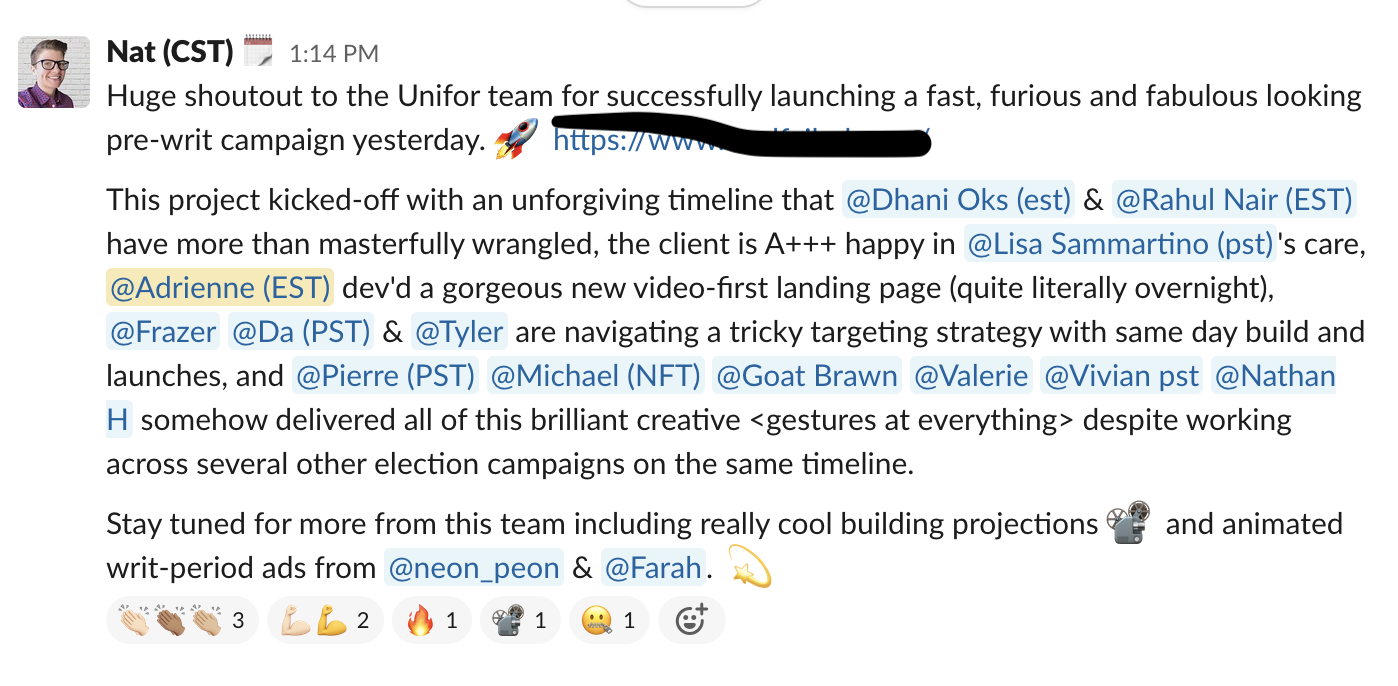 Nat (CST) 1:14 PM
Huge shoutout to the Unifor team for successfully launching a fast, furious and fabulous looking
pre-writ campaign yesterday. 🚀 https://www.
This project kicked-off with an unforgiving timeline that @Dhani Oks (est) & @Rahul Nair (EST)
have more than masterfully wrangled, the client is A+++ happy in @Lisa Sammartino (pst)'s care,
@Adrienne (EST) dev'd a gorgeous new video-first landing page (quite literally overnight),
@Frazer @Da (PST) & @Tyler are navigating a tricky targeting strategy with same day build and
launches, and @Pierre (PST) @Michael (NFT) @Goat Brawn @Valerie @Vivian pst @Nathan
H somehow delivered all of this brilliant creative <gestures at everything> despite working
across several other election campaigns on the same timeline.
Stay tuned for more from this team including really cool building projections 📽️ and animated
writ-period ads from @neon_peon & @Farah. 💫
👏🏻👏🏽👏🏼 3 💪🏻💪 2 🔥 1 📽️ 1 🤐 1